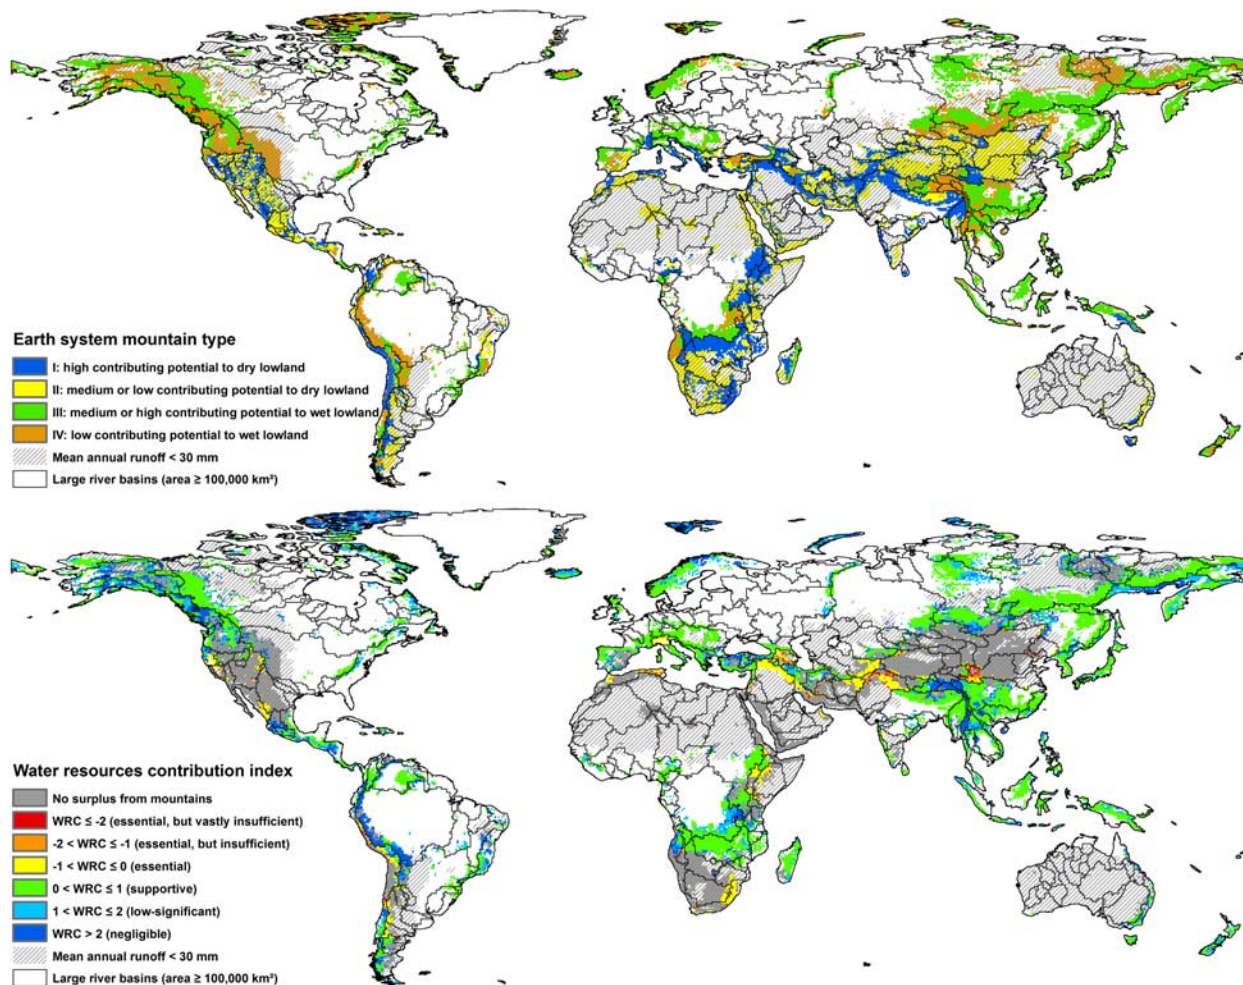 Earth system mountain type
I: high contributing potential to dry lowland
II: medium or low contributing potential to dry lowland
III: medium or high contributing potential to wet lowland
IV: low contributing potential to wet lowland
Mean annual runoff < 30 mm
Large river basins (area ≥ 100,000 km²)
Water resources contribution index
No surplus from mountains
WRC ≤ -2 (essential, but vastly insufficient)
-2 < WRC ≤ -1 (essential, but insufficient)
-1 < WRC ≤ 0 (essential)
0 < WRC ≤ 1 (supportive)
1 < WRC ≤ 2 (low-significant)
WRC > 2 (negligible)
Mean annual runoff < 30 mm
Large river basins (area ≥ 100,000 km²)